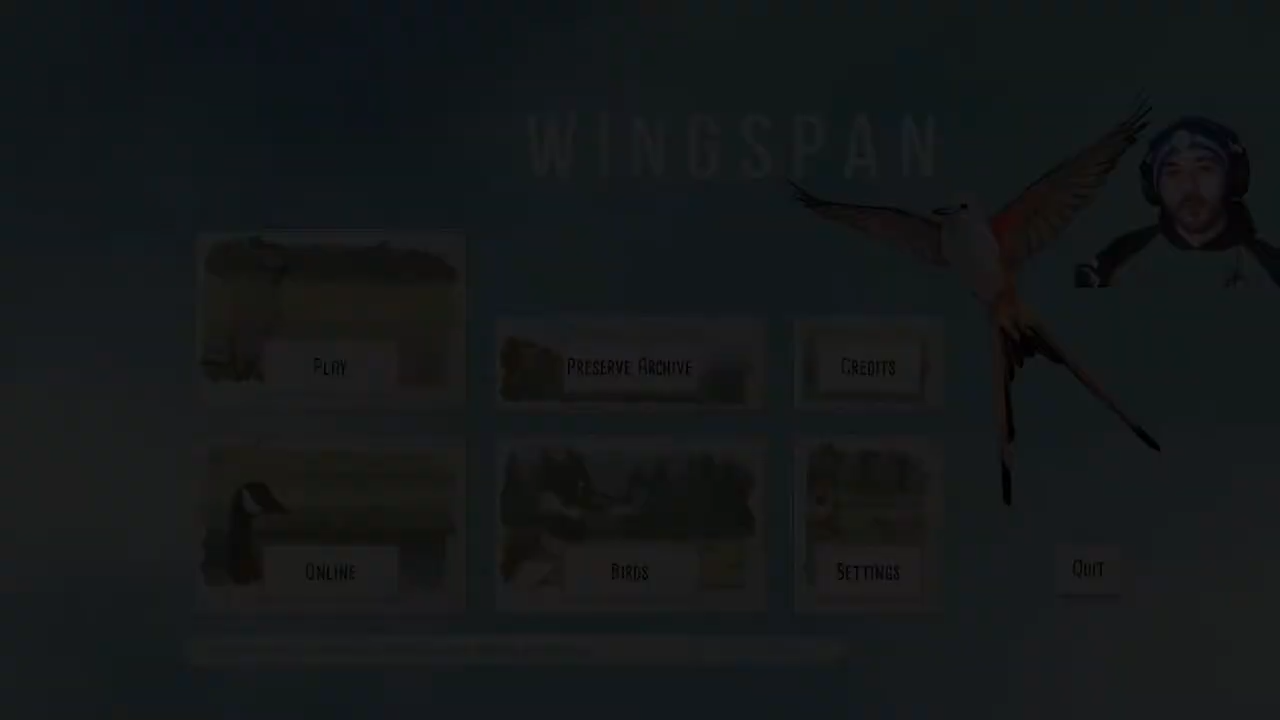 WINGSPAN
PLAY
PRESERVE ARCHIVE
CREDITS
ONLINE
BIRDS
SETTINGS
QUIT